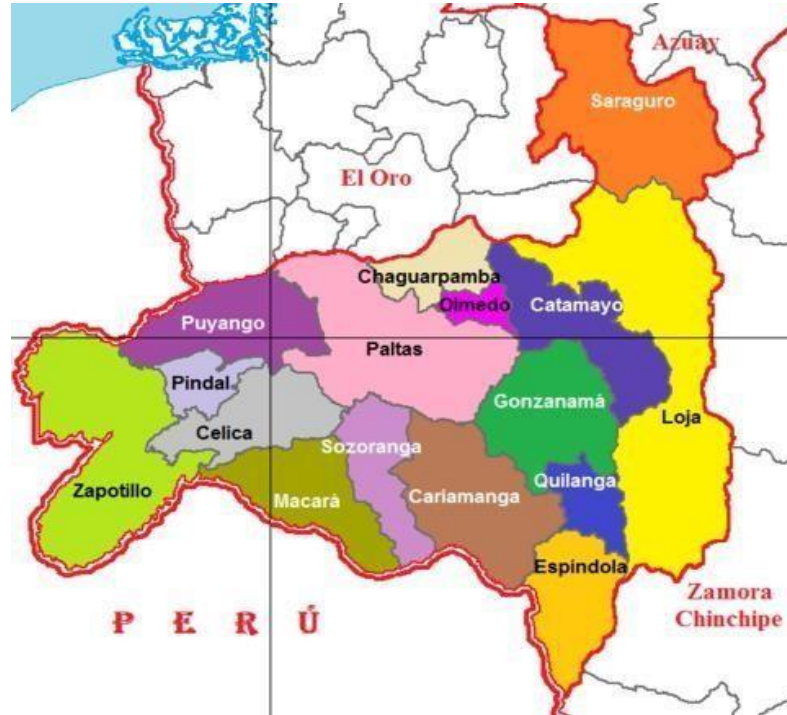 Azuay
Saraguro
El Oro
Chaguarpamba
Olmedo
Catamayo
Puyango
Paltas
Pindal
Gonzanamá
Loja
Celica
Sozoranga
Quilanga
Zapotillo
Macará
Cariamanga
Espíndola
Zamora
Chinchipe
P E R Ú